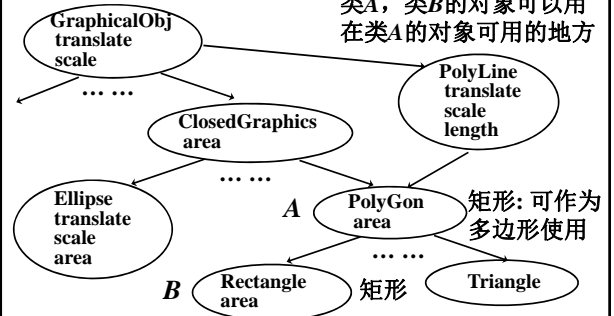 类A，类B的对象可以用
在类A的对象可用的地方
GraphicalObj
translate
scale
… …
PolyLine
translate
scale
length
ClosedGraphics
area
… …
Ellipse
translate
scale
area
A
PolyGon
area
矩形: 可作为
多边形使用
… …
B
Rectangle
area
矩形
Triangle